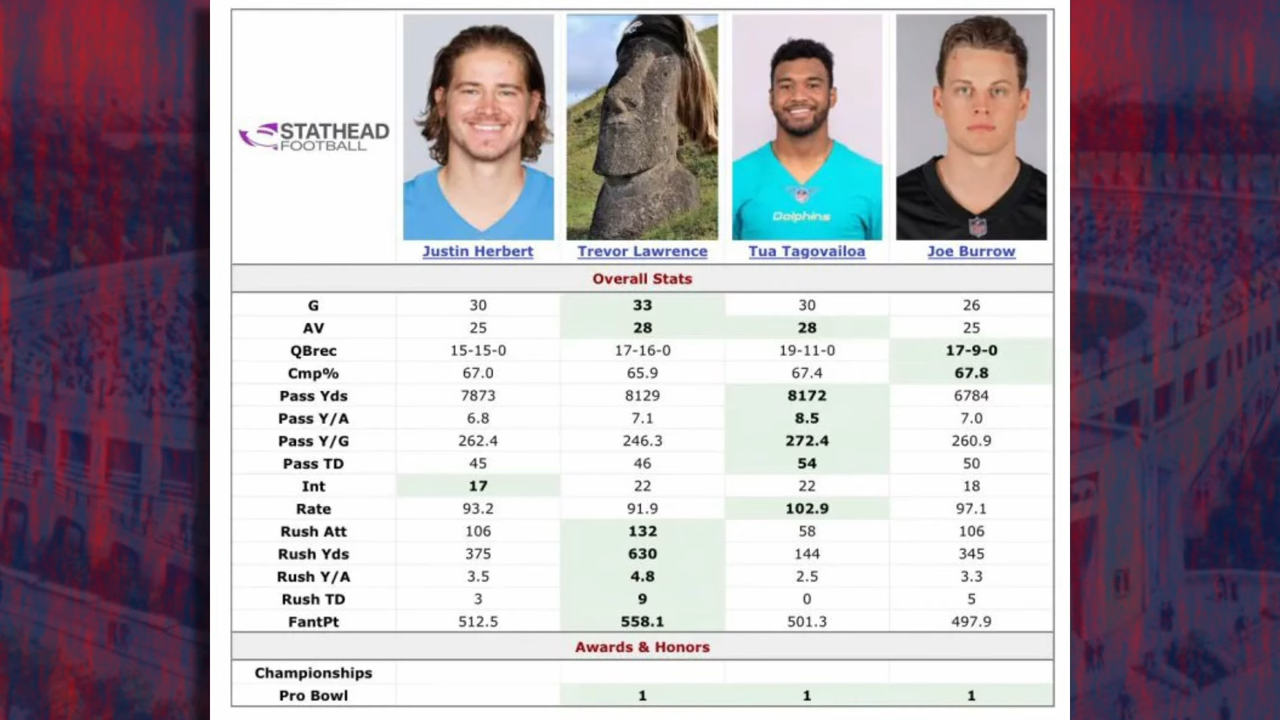 STATHEAD
FOOTBALL
Dolphins
Justin Herbert Trevor Lawrence Tua Tagovailoa Joe Burrow
Overall Stats
G 30 33 30 26
AV 25 28 28 25
QBrec 15-15-0 17-16-0 19-11-0 17-9-0
Cmp% 67.0 65.9 67.4 67.8
Pass Yds 7873 8129 8172 6784
Pass Y/A 6.8 7.1 8.5 7.0
Pass Y/G 262.4 246.3 272.4 260.9
Pass TD 45 46 54 50
Int 17 22 22 18
Rate 93.2 91.9 102.9 97.1
Rush Att 106 132 58 106
Rush Yds 375 630 144 345
Rush Y/A 3.5 4.8 2.5 3.3
Rush TD 3 9 0 5
FantPt 512.5 558.1 501.3 497.9
Awards & Honors
Championships
Pro Bowl 1 1 1